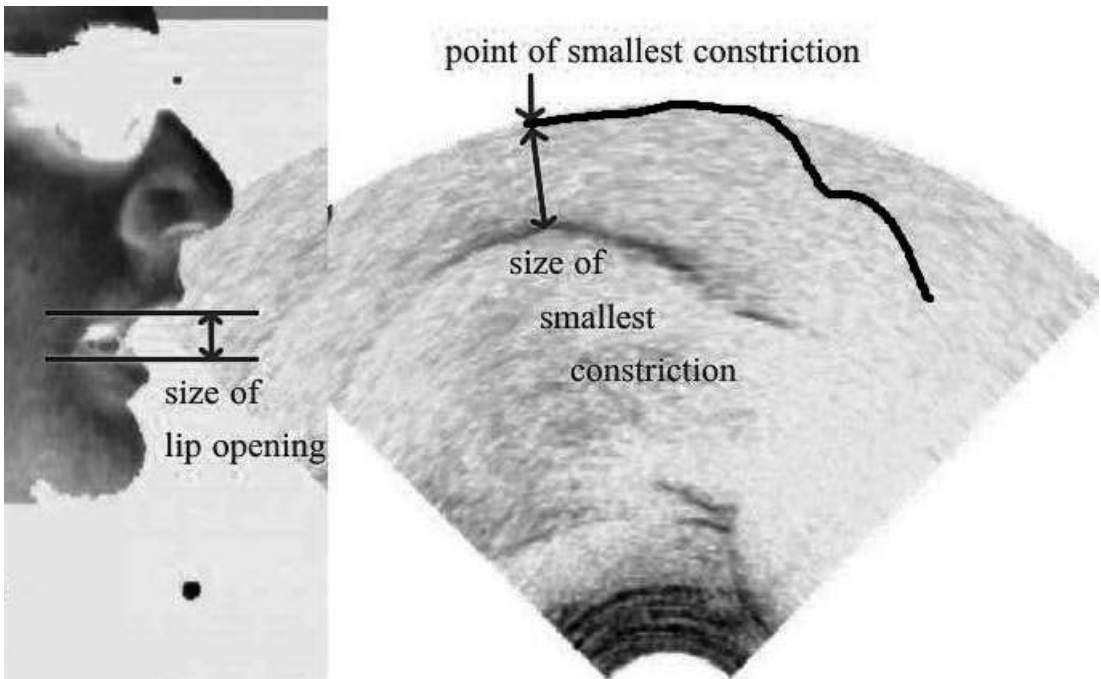 point of smallest constriction
size of
smallest
constriction
size of
lip opening